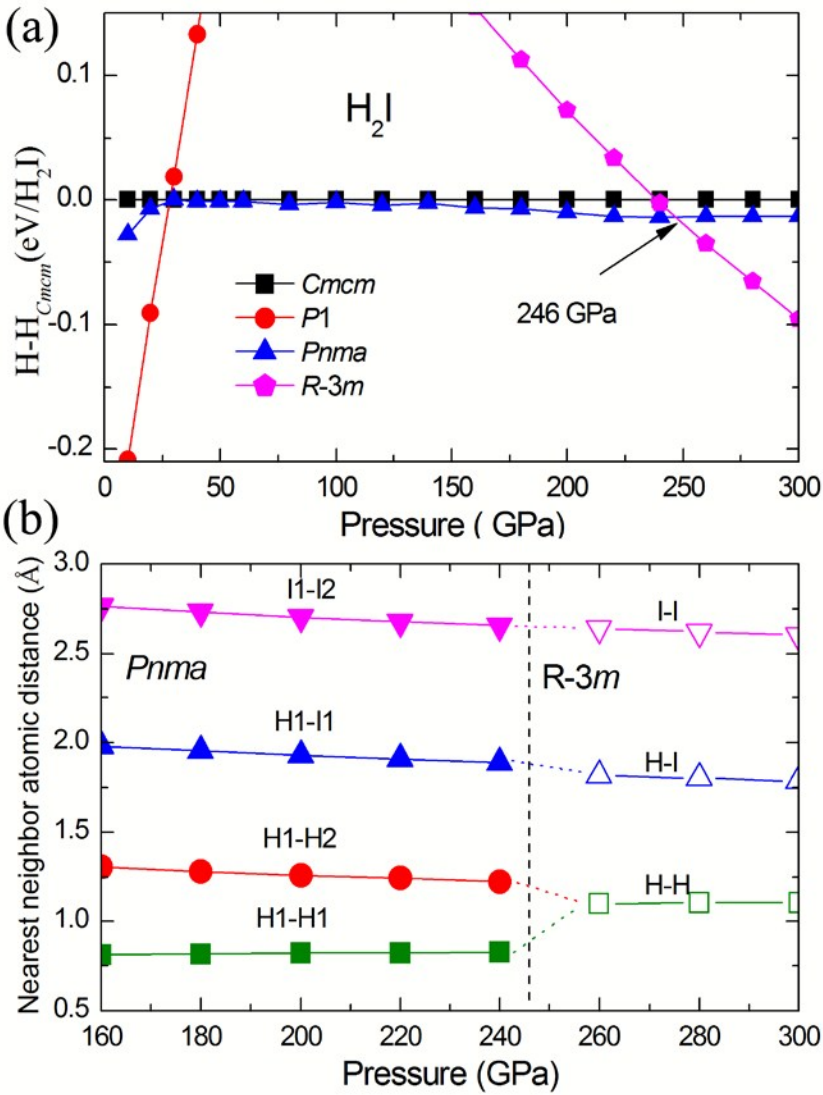 (a)
H-H_Cmcm(eV/H₂I)
0.1
0.0
-0.1
-0.2
H₂I
246 GPa
Cmcm
P1
Pnma
R-3m
0 50 100 150 200 250 300
Pressure ( GPa)
(b)
Nearest neighbor atomic distance (Å)
3.0
2.5
2.0
1.5
1.0
0.5
I1-I2
I-I
Pnma
R-3m
H1-I1
H-I
H1-H2
H-H
H1-H1
160 180 200 220 240 260 280 300
Pressure (GPa)